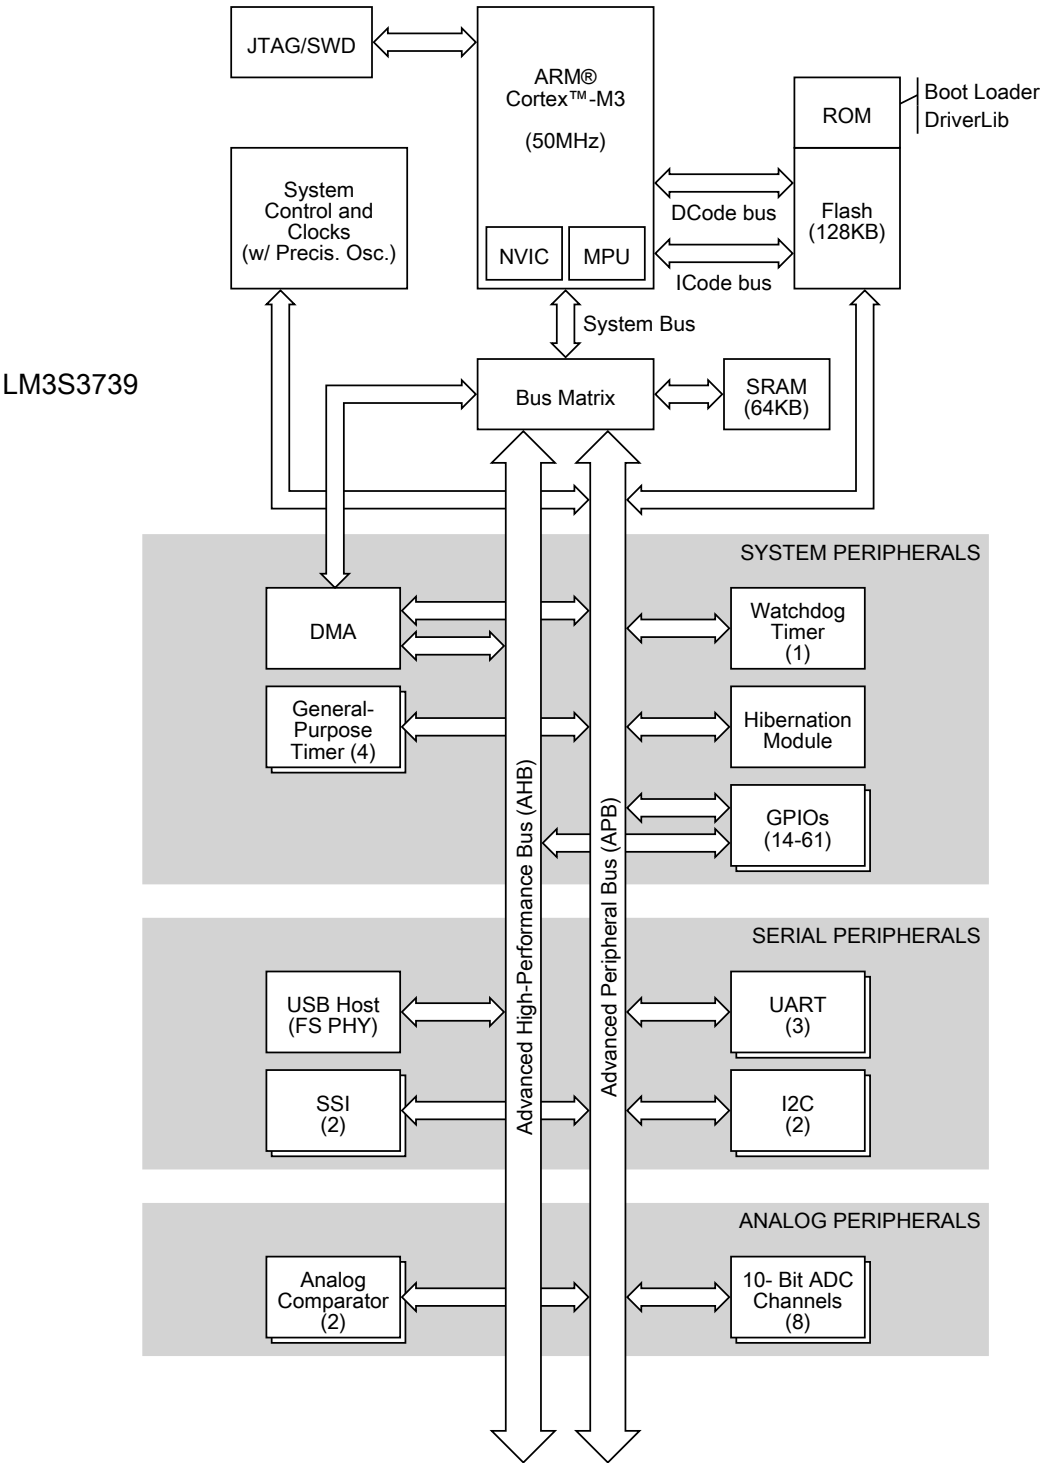 JTAG/SWD
ARM®
Cortex™-M3
(50MHz)
NVIC
MPU
ROM
Boot Loader
DriverLib
System
Control and
Clocks
(w/ Precis. Osc.)
DCode bus
ICode bus
Flash
(128KB)
System Bus
LM3S3739
Bus Matrix
SRAM
(64KB)
SYSTEM PERIPHERALS
DMA
Watchdog
Timer
(1)
General-
Purpose
Timer (4)
Hibernation
Module
GPIOs
(14-61)
Advanced High-Performance Bus (AHB)
Advanced Peripheral Bus (APB)
SERIAL PERIPHERALS
USB Host
(FS PHY)
UART
(3)
SSI
(2)
I2C
(2)
ANALOG PERIPHERALS
Analog
Comparator
(2)
10- Bit ADC
Channels
(8)